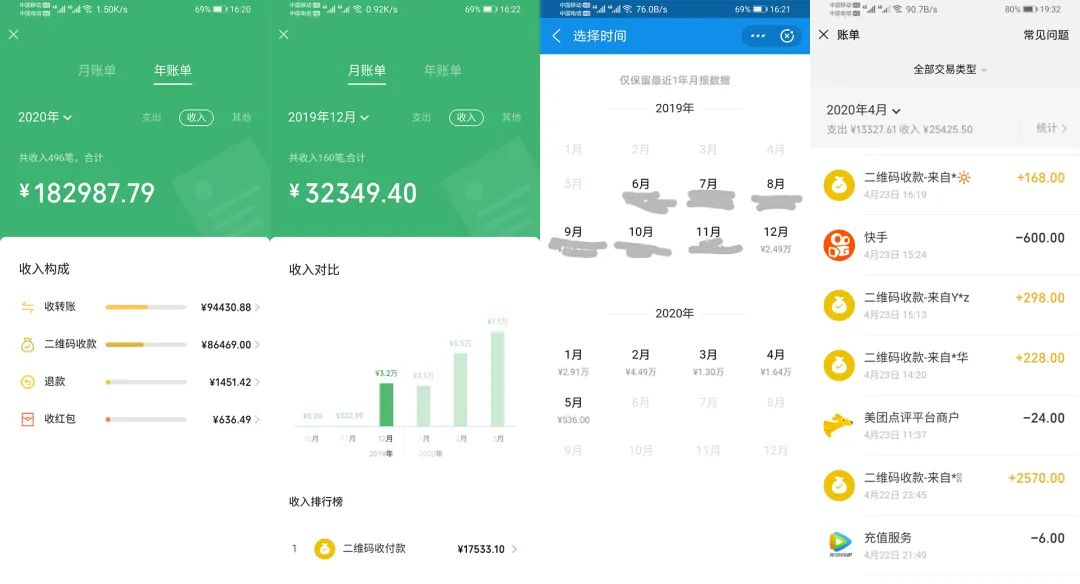 中国移动 HD 中国电信 HD 1.50K/s 69% 16:20
月账单 年账单
2020年 支出 收入 其他
共收入496笔，合计
¥182987.79
收入构成
收转账 ¥94430.88
二维码收款 ¥86469.00
退款 ¥1451.42
收红包 ¥636.49
中国移动 HD 中国电信 HD 0.92K/s 69% 16:22
月账单 年账单
2019年12月 支出 收入 其他
共收入160笔,合计
¥32349.40
收入对比
¥0.00 ¥322.99 ¥3.2万 ¥3.1万 ¥5.5万 ¥7.1万
10月 11月 12月 1月 2月 3月
2019年 2020年
收入排行榜
1 二维码收付款 ¥17533.10
中国移动 HD 中国电信 HD 76.0B/s 69% 16:21
选择时间
仅保留最近1年月报数据
2019年
1月 2月 3月 4月
5月 6月 7月 8月
9月 10月 11月 12月
¥2.49万
2020年
1月 2月 3月 4月
¥2.91万 ¥4.49万 ¥1.30万 ¥1.64万
5月 6月 7月 8月
¥536.00
9月 10月 11月 12月
中国移动 HD 中国电信 HD 90.7B/s 80% 19:32
账单 常见问题
全部交易类型
2020年4月
支出 ¥13327.61 收入 ¥25425.50 统计
二维码收款-来自*🔆 +168.00
4月23日 16:19
快手 −600.00
4月23日 15:24
二维码收款-来自Y*z +298.00
4月23日 15:13
二维码收款-来自*华 +228.00
4月23日 14:20
美团点评平台商户 −24.00
4月23日 11:37
二维码收款-来自* +2570.00
4月22日 23:45
充值服务 −6.00
4月22日 21:49